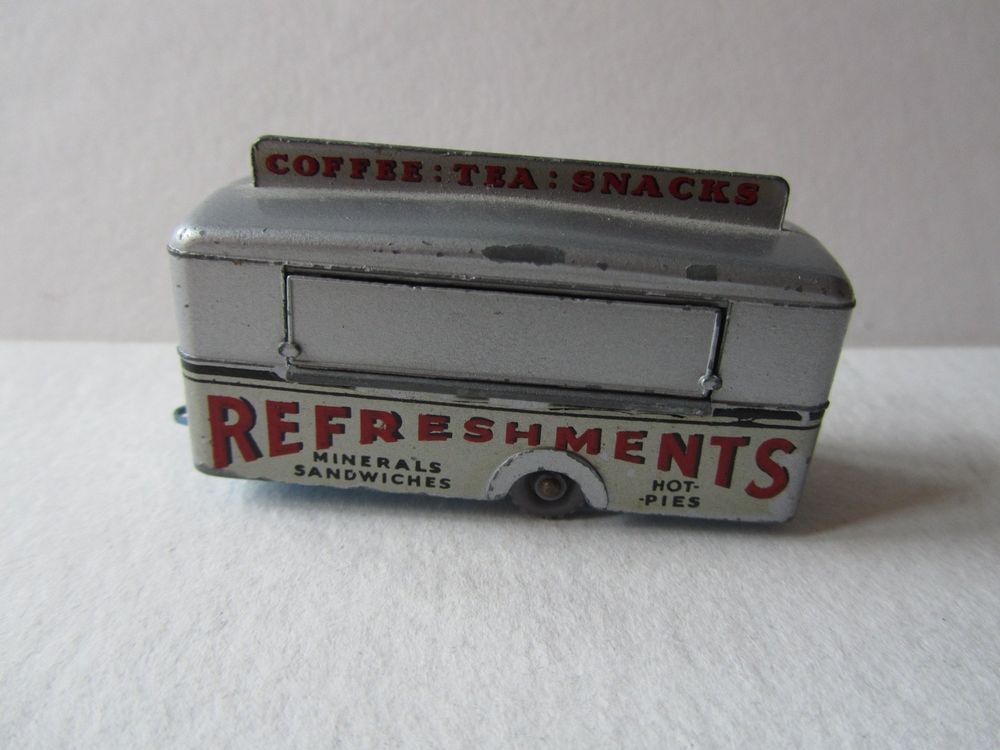 COFFEE : TEA : SNACKS
REFRESHMENTS
MINERALS
SANDWICHES
HOT-
-PIES